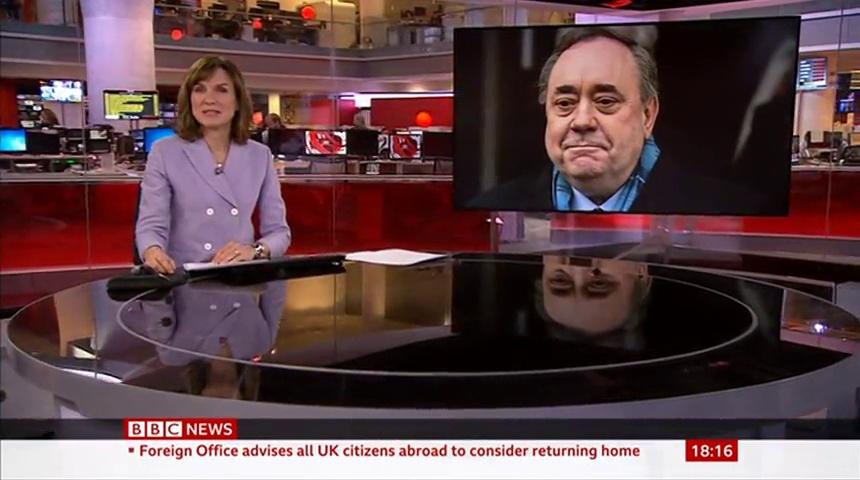 BBC NEWS
▪ Foreign Office advises all UK citizens abroad to consider returning home 18:16